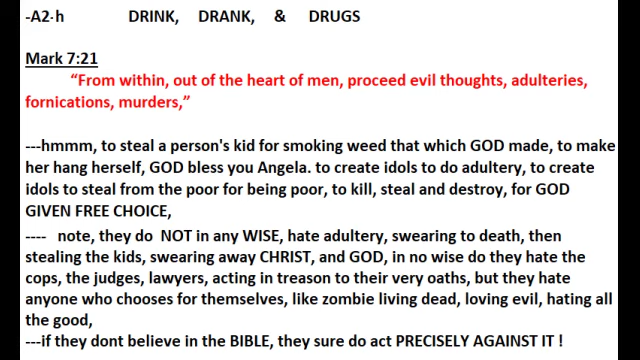 -A2-h DRINK, DRANK, & DRUGS
Mark 7:21
“From within, out of the heart of men, proceed evil thoughts, adulteries,
fornications, murders,”
---hmmm, to steal a person's kid for smoking weed that which GOD made, to make
her hang herself, GOD bless you Angela. to create idols to do adultery, to create
idols to steal from the poor for being poor, to kill, steal and destroy, for GOD
GIVEN FREE CHOICE,
---- note, they do NOT in any WISE, hate adultery, swearing to death, then
stealing the kids, swearing away CHRIST, and GOD, in no wise do they hate the
cops, the judges, lawyers, acting in treason to their very oaths, but they hate
anyone who chooses for themselves, like zombie living dead, loving evil, hating all
the good,
---if they dont believe in the BIBLE, they sure do act PRECISELY AGAINST IT !